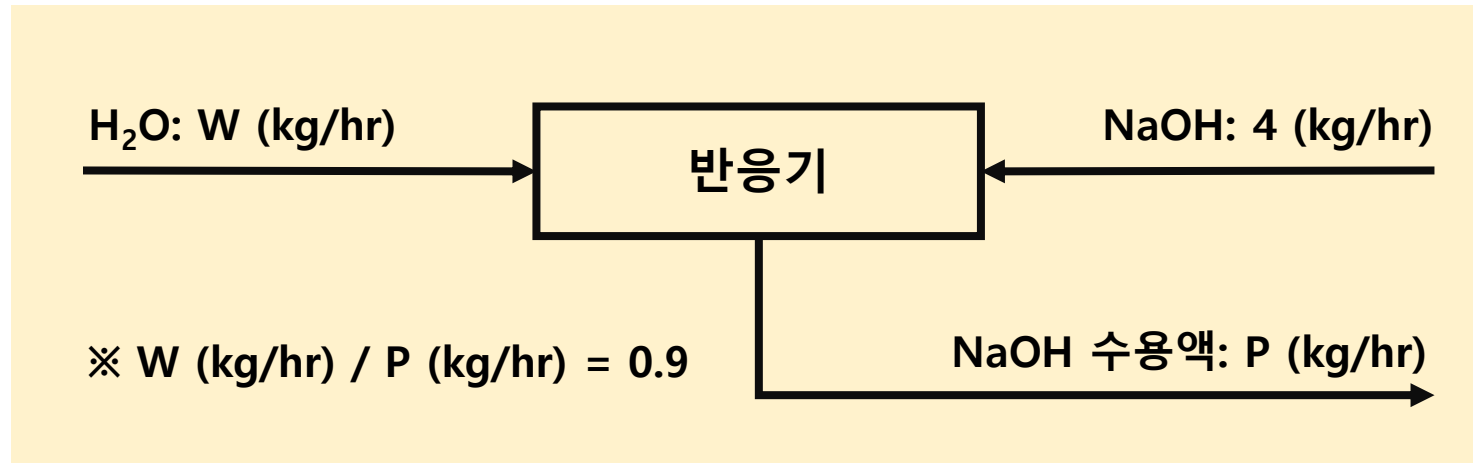 H₂O: W (kg/hr)
NaOH: 4 (kg/hr)
반응기
※ W (kg/hr) / P (kg/hr) = 0.9
NaOH 수용액: P (kg/hr)